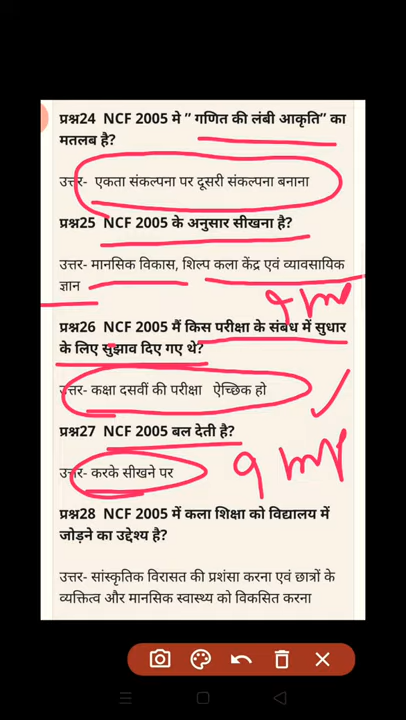 प्रश्न24 NCF 2005 मे " गणित की लंबी आकृति" का
मतलब है?
उत्तर- एकता संकल्पना पर दूसरी संकल्पना बनाना
प्रश्न25 NCF 2005 के अनुसार सीखना है?
उत्तर- मानसिक विकास, शिल्प कला केंद्र एवं व्यावसायिक
ज्ञान
प्रश्न26 NCF 2005 मैं किस परीक्षा के संबंध में सुधार
के लिए सुझाव दिए गए थे?
उत्तर- कक्षा दसवीं की परीक्षा ऐच्छिक हो
प्रश्न27 NCF 2005 बल देती है?
उत्तर- करके सीखने पर
प्रश्न28 NCF 2005 में कला शिक्षा को विद्यालय में
जोड़ने का उद्देश्य है?
उत्तर- सांस्कृतिक विरासत की प्रशंसा करना एवं छात्रों के
व्यक्तित्व और मानसिक स्वास्थ्य को विकसित करना